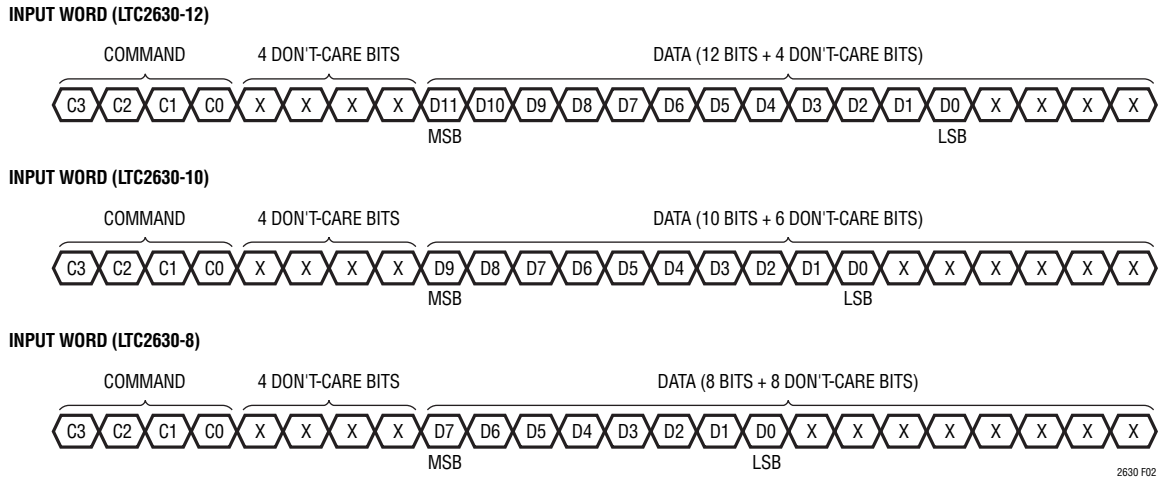 INPUT WORD (LTC2630-12)
COMMAND 4 DON'T-CARE BITS DATA (12 BITS + 4 DON'T-CARE BITS)
C3 C2 C1 C0 X X X X D11 D10 D9 D8 D7 D6 D5 D4 D3 D2 D1 D0 X X X X
MSB LSB
INPUT WORD (LTC2630-10)
COMMAND 4 DON'T-CARE BITS DATA (10 BITS + 6 DON'T-CARE BITS)
C3 C2 C1 C0 X X X X D9 D8 D7 D6 D5 D4 D3 D2 D1 D0 X X X X X X
MSB LSB
INPUT WORD (LTC2630-8)
COMMAND 4 DON'T-CARE BITS DATA (8 BITS + 8 DON'T-CARE BITS)
C3 C2 C1 C0 X X X X D7 D6 D5 D4 D3 D2 D1 D0 X X X X X X X X
MSB LSB
2630 F02